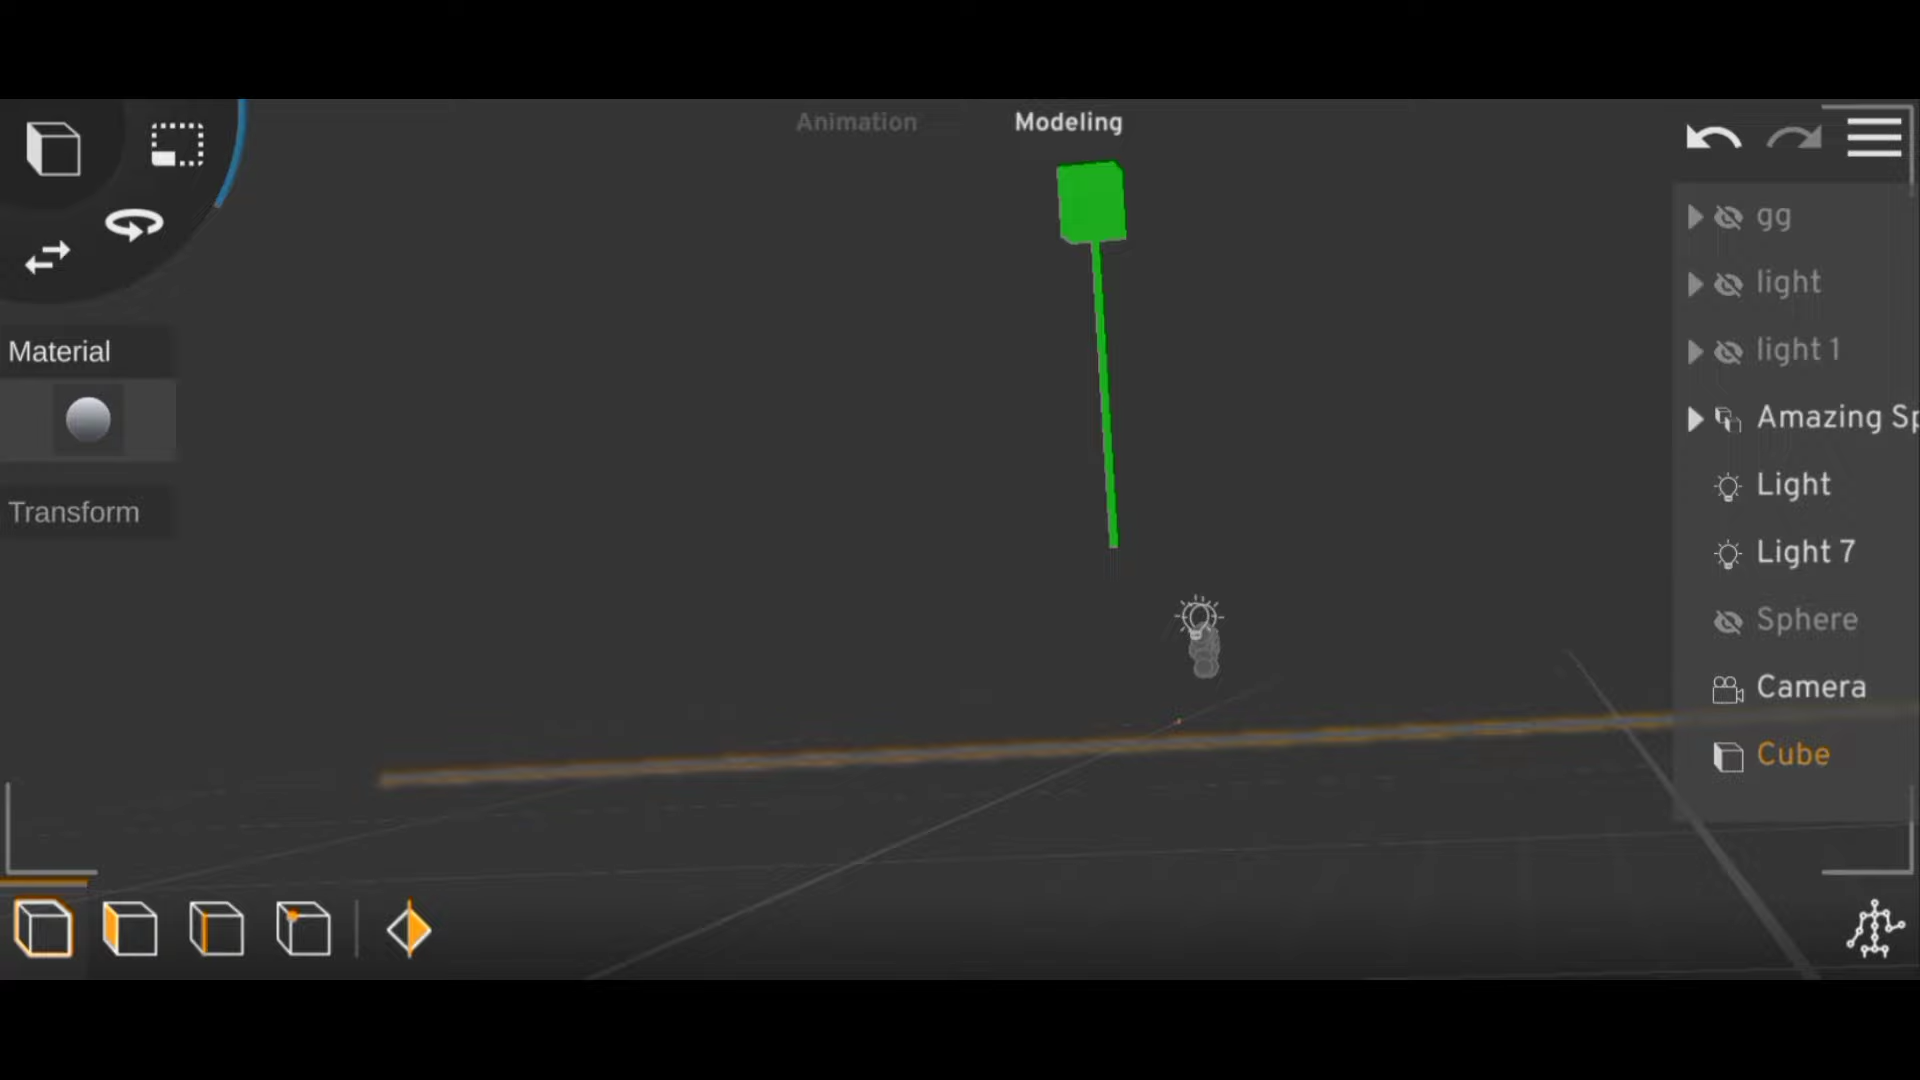 Animation
Modeling
Material
Transform
gg
light
light 1
Amazing Sp
Light
Light 7
Sphere
Camera
Cube